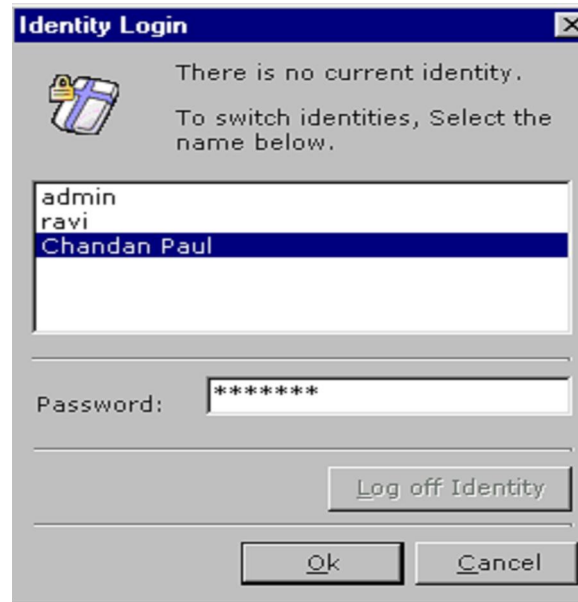 Identity Login
There is no current identity.
To switch identities, Select the
name below.
admin
ravi
Chandan Paul
Password:
*******
Log off Identity
Ok
Cancel